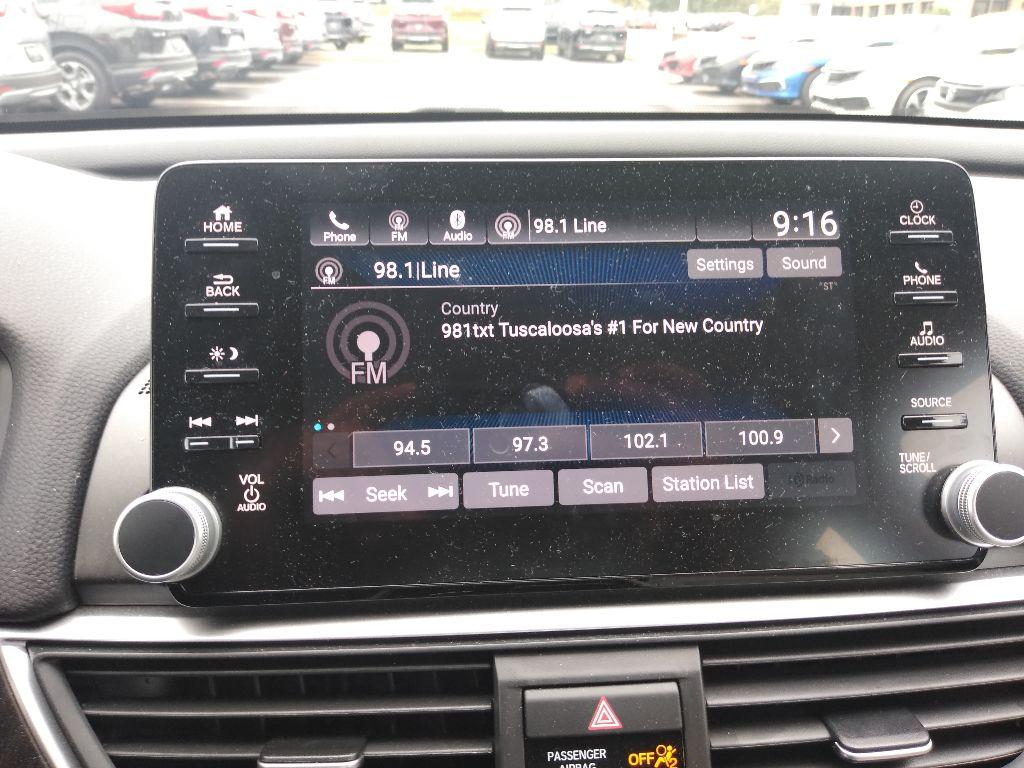 HOME
BACK
VOL
AUDIO
Phone
FM
Audio
FM
98.1 Line
9:16
FM
98.1|Line
Settings
Sound
"ST"
Country
981txt Tuscaloosa's #1 For New Country
FM
94.5
97.3
102.1
100.9
Seek
Tune
Scan
Station List
Radio
CLOCK
PHONE
AUDIO
SOURCE
TUNE/
SCROLL
PASSENGER
AIRBAG
OFF